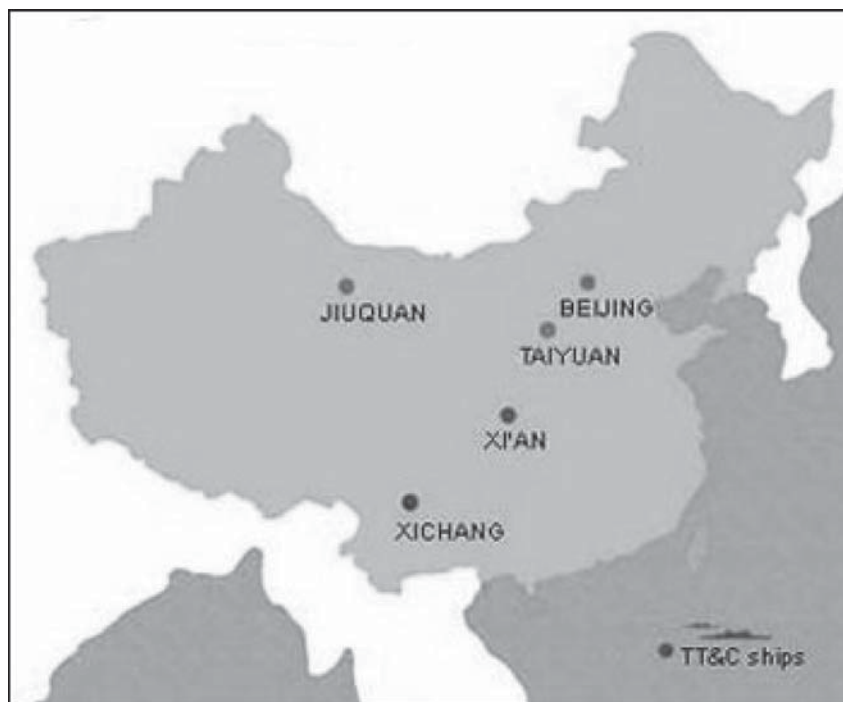 JIUQUAN
BEIJING
TAIYUAN
XI'AN
XICHANG
TT&C ships